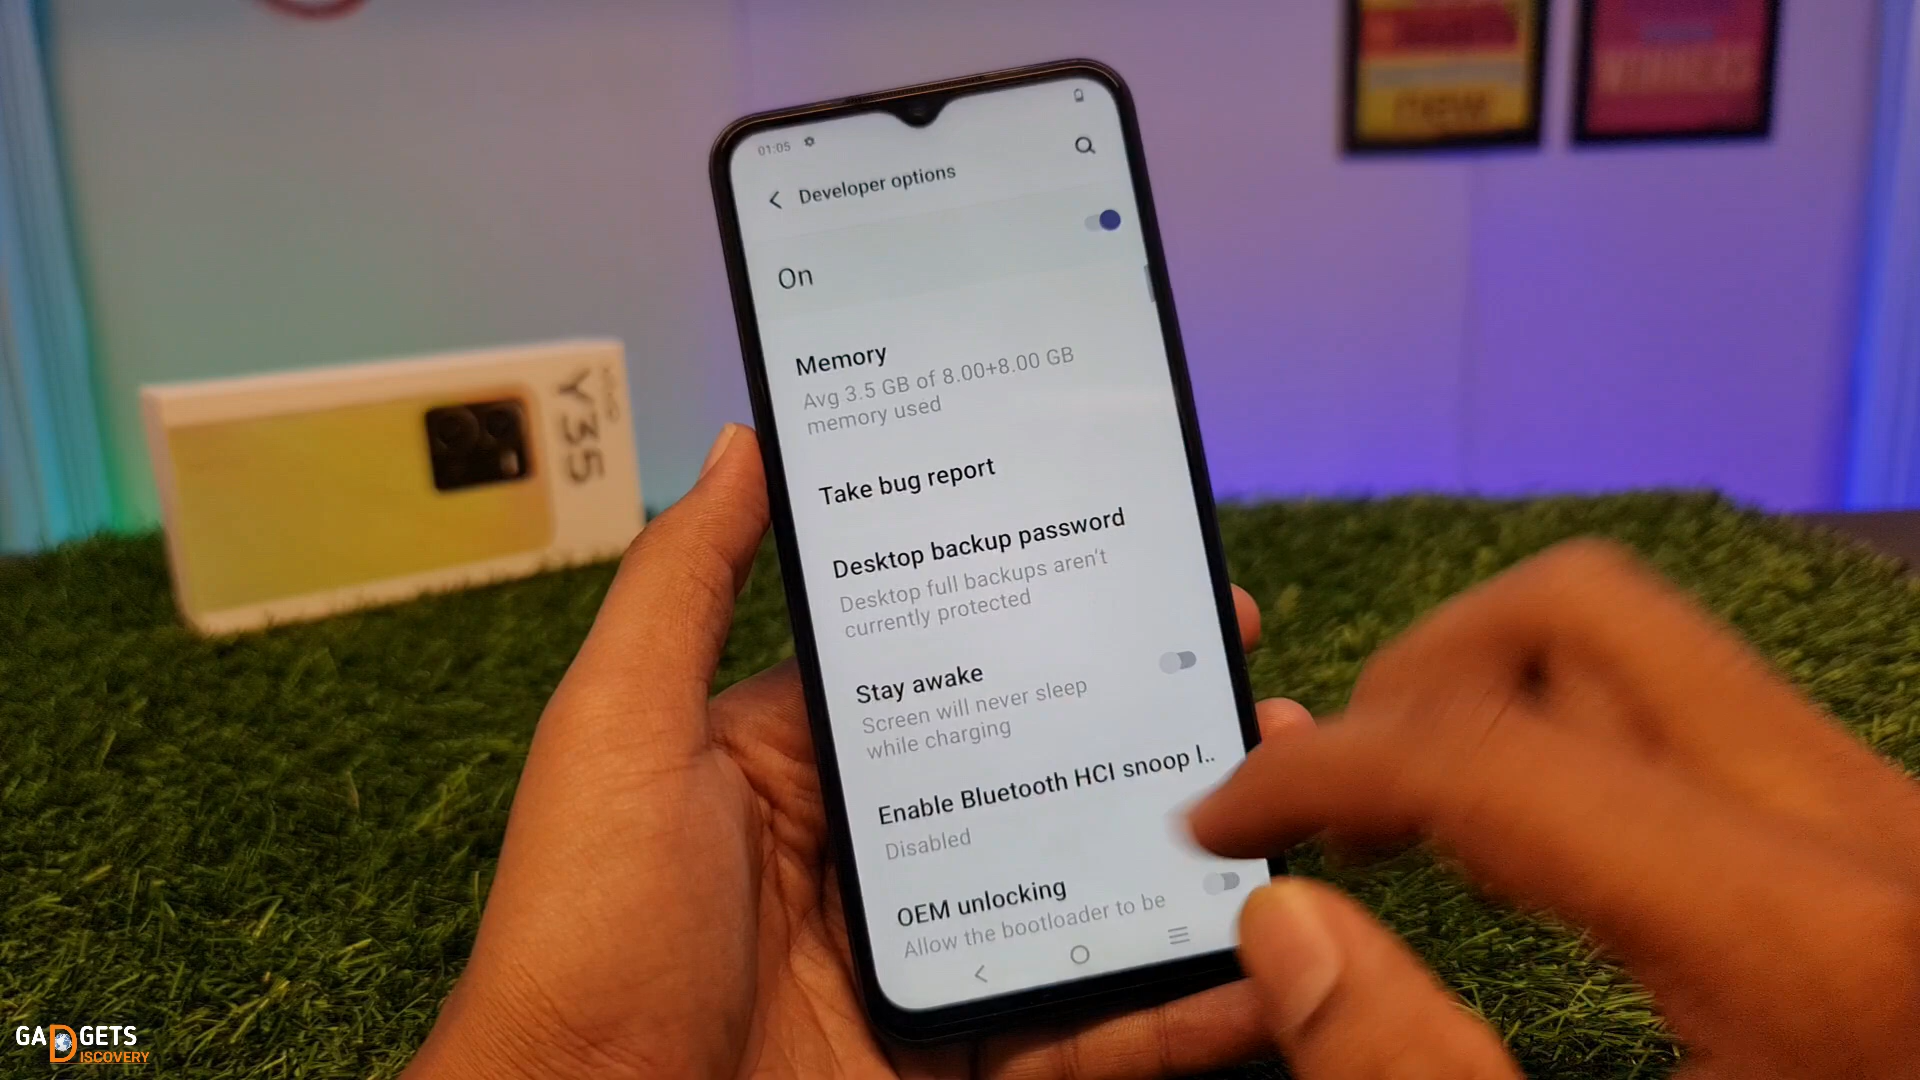 01:05
Developer options
On
Memory
Avg 3.5 GB of 8.00+8.00 GB
memory used
Take bug report
Desktop backup password
Desktop full backups aren't
currently protected
Stay awake
Screen will never sleep
while charging
Enable Bluetooth HCI snoop l..
Disabled
OEM unlocking
Allow the bootloader to be
vivo
Y35
GADGETS
DISCOVERY